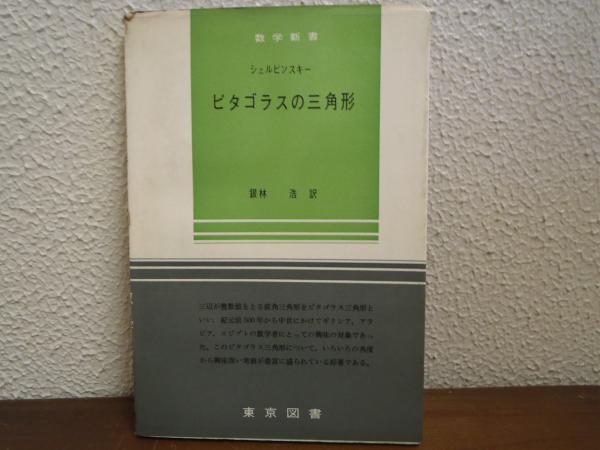 数学新書
シェルピンスキー
ピタゴラスの三角形
銀林 浩 訳
三辺が整数値をとる直角三角形をピタゴラス三角形と
いい、紀元前500年から中世にかけてギリシア、アラ
ビア、エジプトの数学者にとっての興味の対象であっ
た。このピタゴラス三角形について、いろいろの角度
から興味深い考察が豊富に盛られている好著である。
東京図書